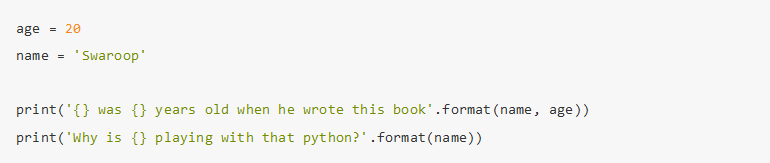 age = 20
name = 'Swaroop'
print('{} was {} years old when he wrote this book'.format(name, age))
print('Why is {} playing with that python?'.format(name))